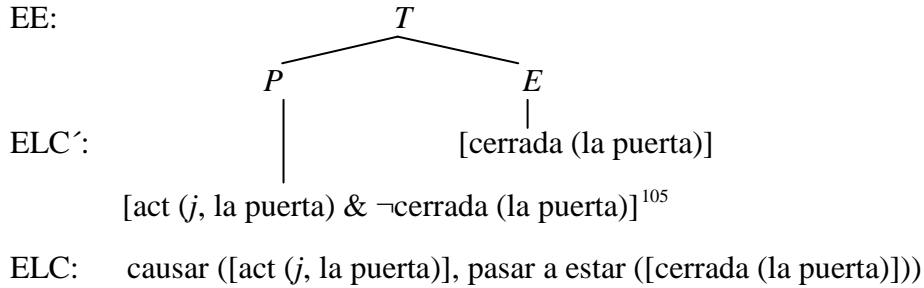 EE: T
P E
ELC´: [cerrada (la puerta)]
[act (j, la puerta) & ¬cerrada (la puerta)]105
ELC: causar ([act (j, la puerta)], pasar a estar ([cerrada (la puerta)]))